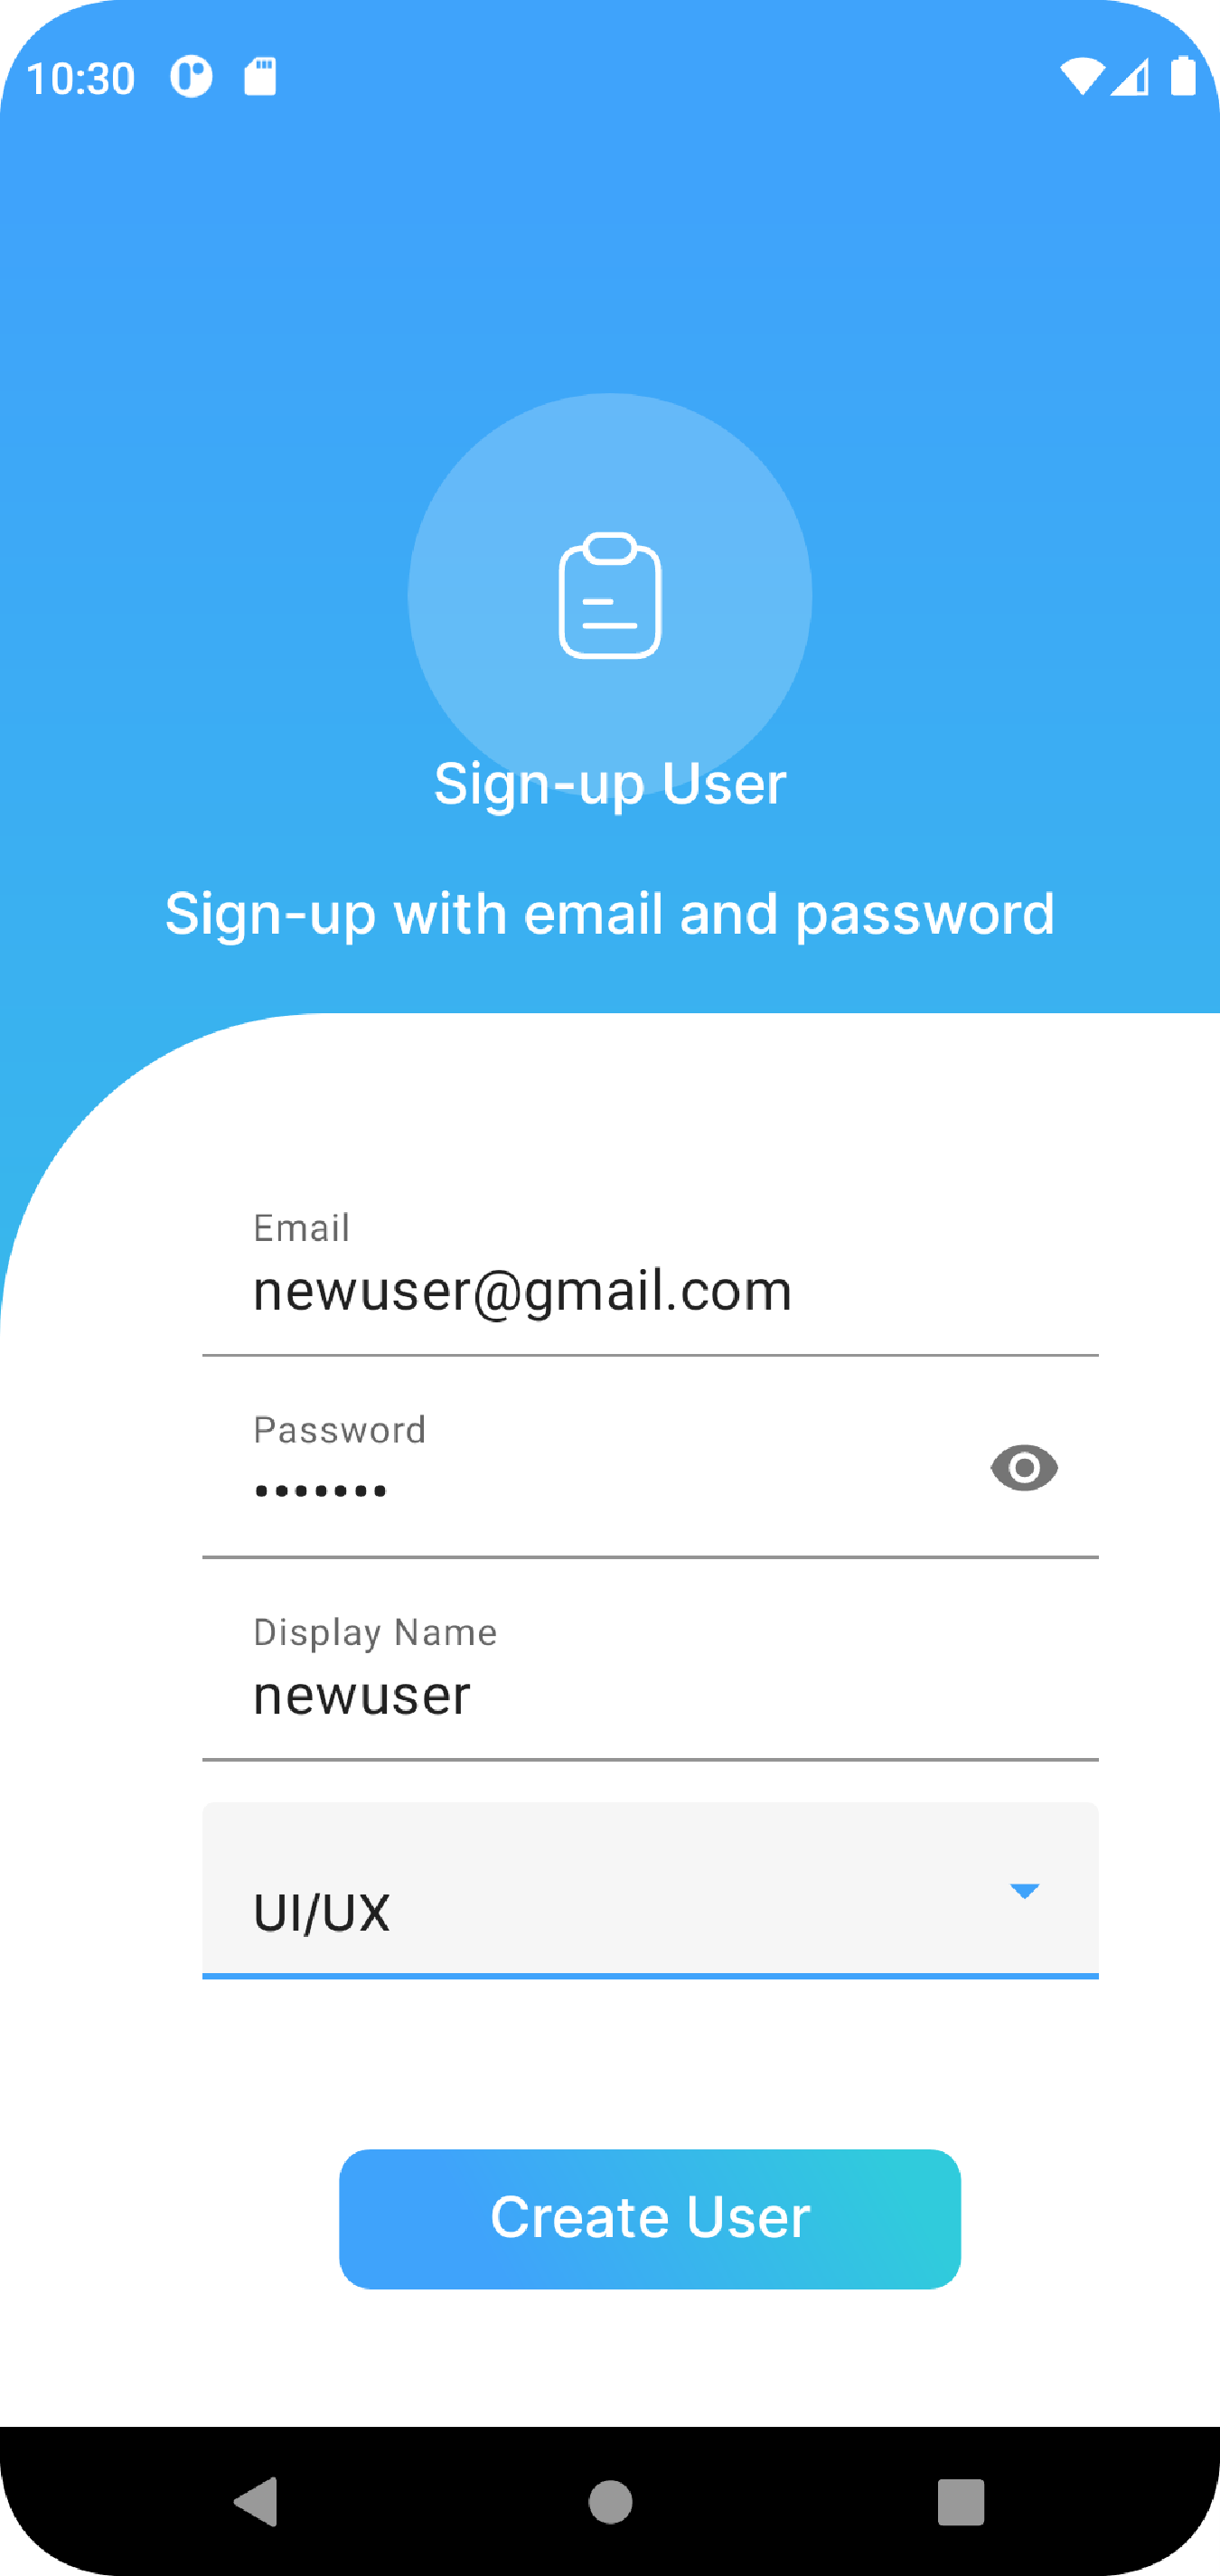 10:30
Sign-up User
Sign-up with email and password
Email
newuser@gmail.com
Password
•••••••
Display Name
newuser
UI/UX
Create User